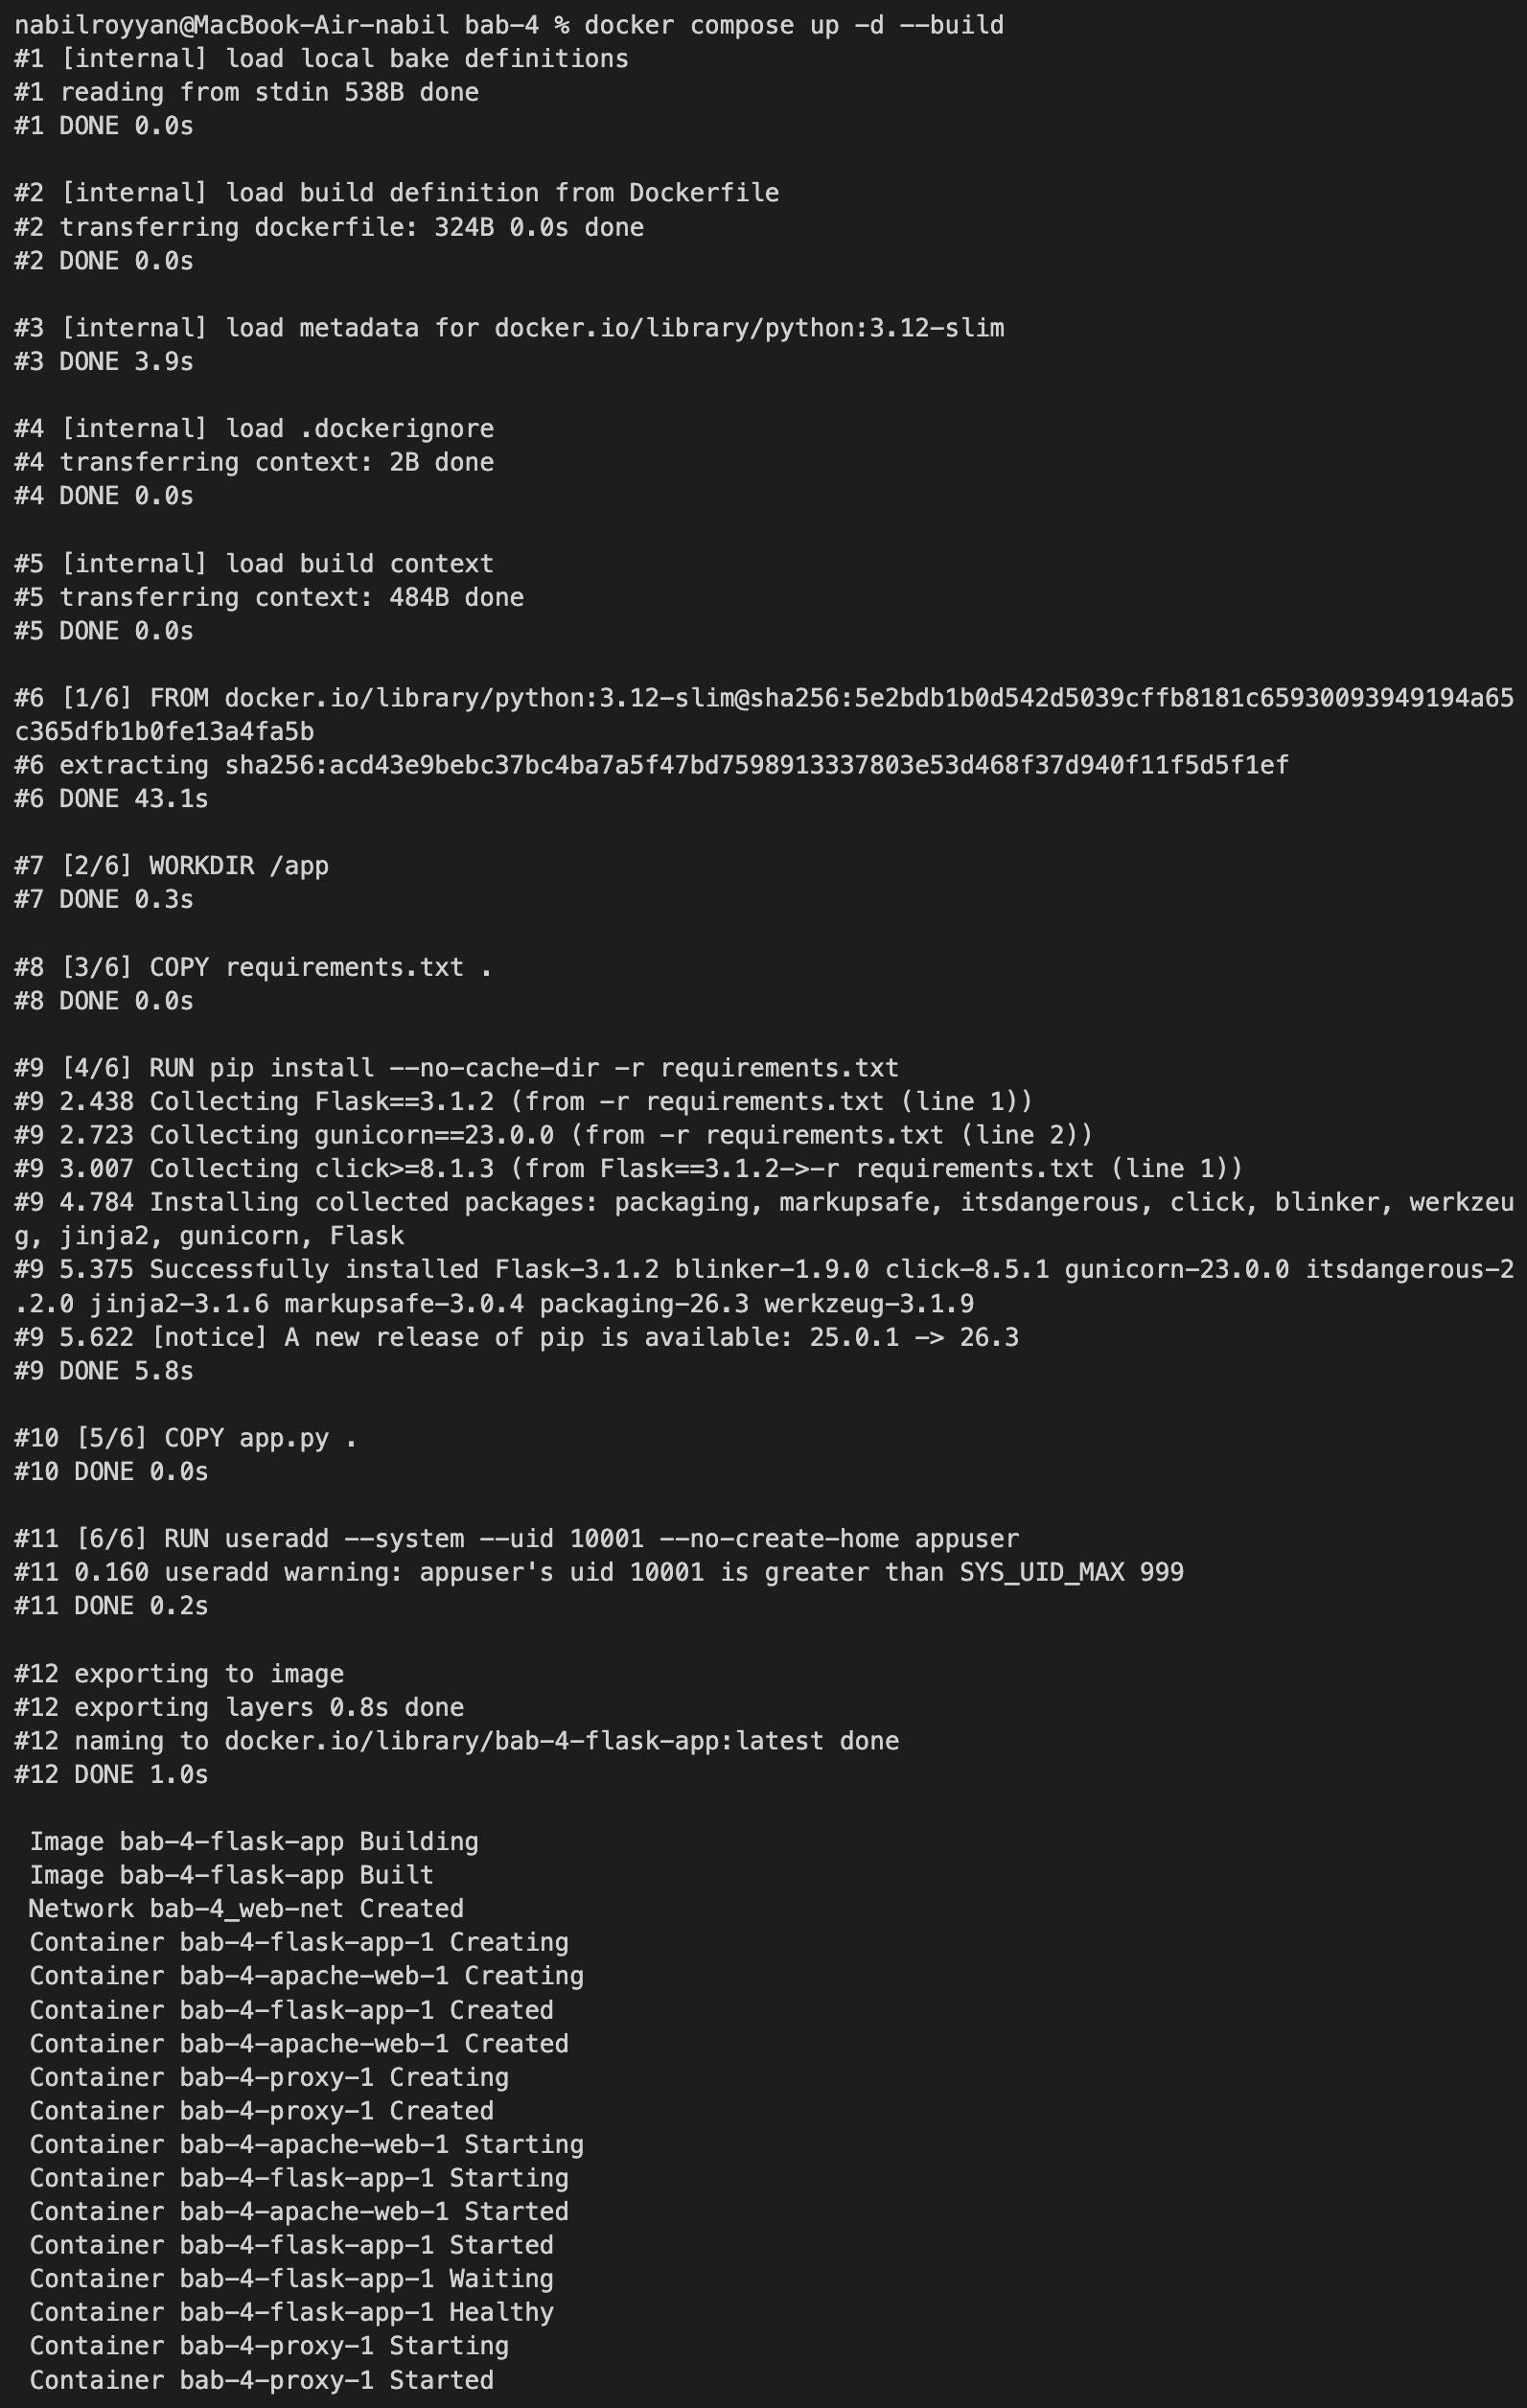 nabilroyyan@MacBook-Air-nabil bab-4 % docker compose up -d --build
#1 [internal] load local bake definitions
#1 reading from stdin 538B done
#1 DONE 0.0s
#2 [internal] load build definition from Dockerfile
#2 transferring dockerfile: 324B 0.0s done
#2 DONE 0.0s
#3 [internal] load metadata for docker.io/library/python:3.12-slim
#3 DONE 3.9s
#4 [internal] load .dockerignore
#4 transferring context: 2B done
#4 DONE 0.0s
#5 [internal] load build context
#5 transferring context: 484B done
#5 DONE 0.0s
#6 [1/6] FROM docker.io/library/python:3.12-slim@sha256:5e2bdb1b0d542d5039cffb8181c65930093949194a65
c365dfb1b0fe13a4fa5b
#6 extracting sha256:acd43e9bebc37bc4ba7a5f47bd7598913337803e53d468f37d940f11f5d5f1ef
#6 DONE 43.1s
#7 [2/6] WORKDIR /app
#7 DONE 0.3s
#8 [3/6] COPY requirements.txt .
#8 DONE 0.0s
#9 [4/6] RUN pip install --no-cache-dir -r requirements.txt
#9 2.438 Collecting Flask==3.1.2 (from -r requirements.txt (line 1))
#9 2.723 Collecting gunicorn==23.0.0 (from -r requirements.txt (line 2))
#9 3.007 Collecting click>=8.1.3 (from Flask==3.1.2->-r requirements.txt (line 1))
#9 4.784 Installing collected packages: packaging, markupsafe, itsdangerous, click, blinker, werkzeu
g, jinja2, gunicorn, Flask
#9 5.375 Successfully installed Flask-3.1.2 blinker-1.9.0 click-8.5.1 gunicorn-23.0.0 itsdangerous-2
.2.0 jinja2-3.1.6 markupsafe-3.0.4 packaging-26.3 werkzeug-3.1.9
#9 5.622 [notice] A new release of pip is available: 25.0.1 -> 26.3
#9 DONE 5.8s
#10 [5/6] COPY app.py .
#10 DONE 0.0s
#11 [6/6] RUN useradd --system --uid 10001 --no-create-home appuser
#11 0.160 useradd warning: appuser's uid 10001 is greater than SYS_UID_MAX 999
#11 DONE 0.2s
#12 exporting to image
#12 exporting layers 0.8s done
#12 naming to docker.io/library/bab-4-flask-app:latest done
#12 DONE 1.0s
Image bab-4-flask-app Building
Image bab-4-flask-app Built
Network bab-4_web-net Created
Container bab-4-flask-app-1 Creating
Container bab-4-apache-web-1 Creating
Container bab-4-flask-app-1 Created
Container bab-4-apache-web-1 Created
Container bab-4-proxy-1 Creating
Container bab-4-proxy-1 Created
Container bab-4-apache-web-1 Starting
Container bab-4-flask-app-1 Starting
Container bab-4-apache-web-1 Started
Container bab-4-flask-app-1 Started
Container bab-4-flask-app-1 Waiting
Container bab-4-flask-app-1 Healthy
Container bab-4-proxy-1 Starting
Container bab-4-proxy-1 Started